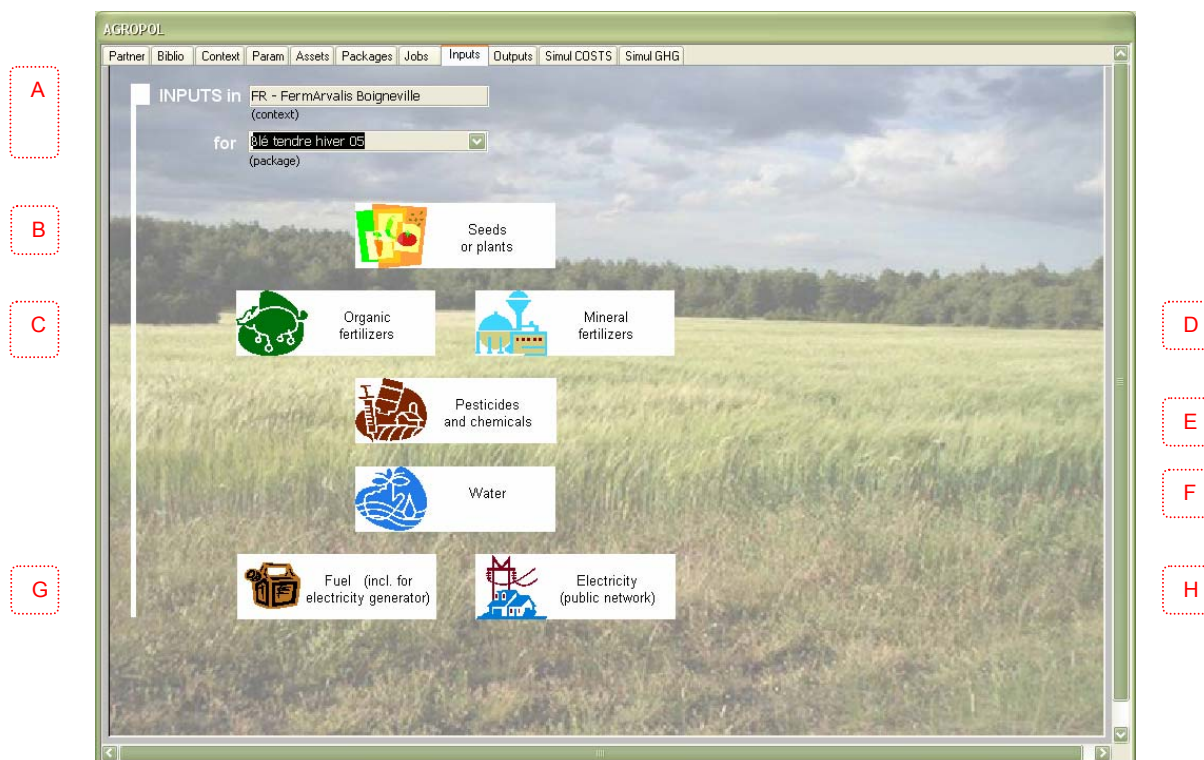 AGROPOL
Partner Biblio Context Param Assets Packages Jobs Inputs Outputs Simul COSTS Simul GHG
A
INPUTS in FR - FermArvalis Boigneville
(context)
for Blé tendre hiver 05
(package)
B
Seeds
or plants
C
Organic
fertilizers
Mineral
fertilizers
D
Pesticides
and chemicals
E
Water
F
G
Fuel (incl. for
electricity generator)
Electricity
(public network)
H